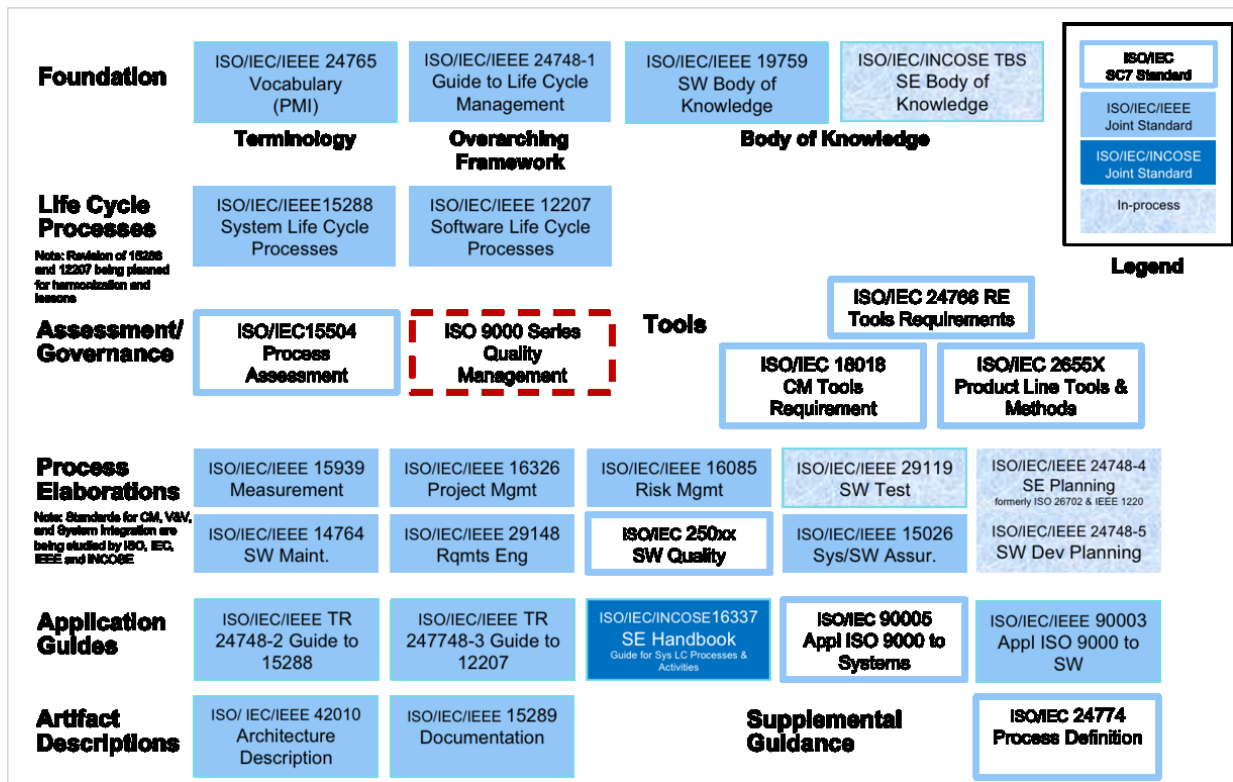 Foundation
ISO/IEC/IEEE 24765
Vocabulary
(PMI)
Terminology
ISO/IEC/IEEE 24748-1
Guide to Life Cycle
Management
Overarching
Framework
ISO/IEC/IEEE 19759
SW Body of
Knowledge
ISO/IEC/INCOSE TBS
SE Body of
Knowledge
Body of Knowledge
ISO/IEC
SC7 Standard
ISO/IEC/IEEE
Joint Standard
ISO/IEC/INCOSE
Joint Standard
In-process
Legend
Life Cycle
Processes
Note: Revision of 15288
and 12207 being planned
for harmonization and
lessons
ISO/IEC/IEEE15288
System Life Cycle
Processes
ISO/IEC/IEEE 12207
Software Life Cycle
Processes
Assessment/
Governance
ISO/IEC15504
Process
Assessment
ISO 9000 Series
Quality
Management
Tools
ISO/IEC 24766 RE
Tools Requirements
ISO/IEC 18018
CM Tools
Requirement
ISO/IEC 2655X
Product Line Tools &
Methods
Process
Elaborations
Note: Standards for CM, V&V,
and System Integration are
being studied by ISO, IEC,
IEEE and INCOSE
ISO/IEC/IEEE 15939
Measurement
ISO/IEC/IEEE 16326
Project Mgmt
ISO/IEC/IEEE 16085
Risk Mgmt
ISO/IEC/IEEE 29119
SW Test
ISO/IEC/IEEE 24748-4
SE Planning
formerly ISO 26702 & IEEE 1220
ISO/IEC/IEEE 14764
SW Maint.
ISO/IEC/IEEE 29148
Rqmts Eng
ISO/IEC 250xx
SW Quality
ISO/IEC/IEEE 15026
Sys/SW Assur.
ISO/IEC/IEEE 24748-5
SW Dev Planning
Application
Guides
ISO/IEC/IEEE TR
24748-2 Guide to
15288
ISO/IEC/IEEE TR
247748-3 Guide to
12207
ISO/IEC/INCOSE16337
SE Handbook
Guide for Sys LC Processes &
Activities
ISO/IEC 90005
Appl ISO 9000 to
Systems
ISO/IEC/IEEE 90003
Appl ISO 9000 to
SW
Artifact
Descriptions
ISO/ IEC/IEEE 42010
Architecture
Description
ISO/IEC/IEEE 15289
Documentation
Supplemental
Guidance
ISO/IEC 24774
Process Definition